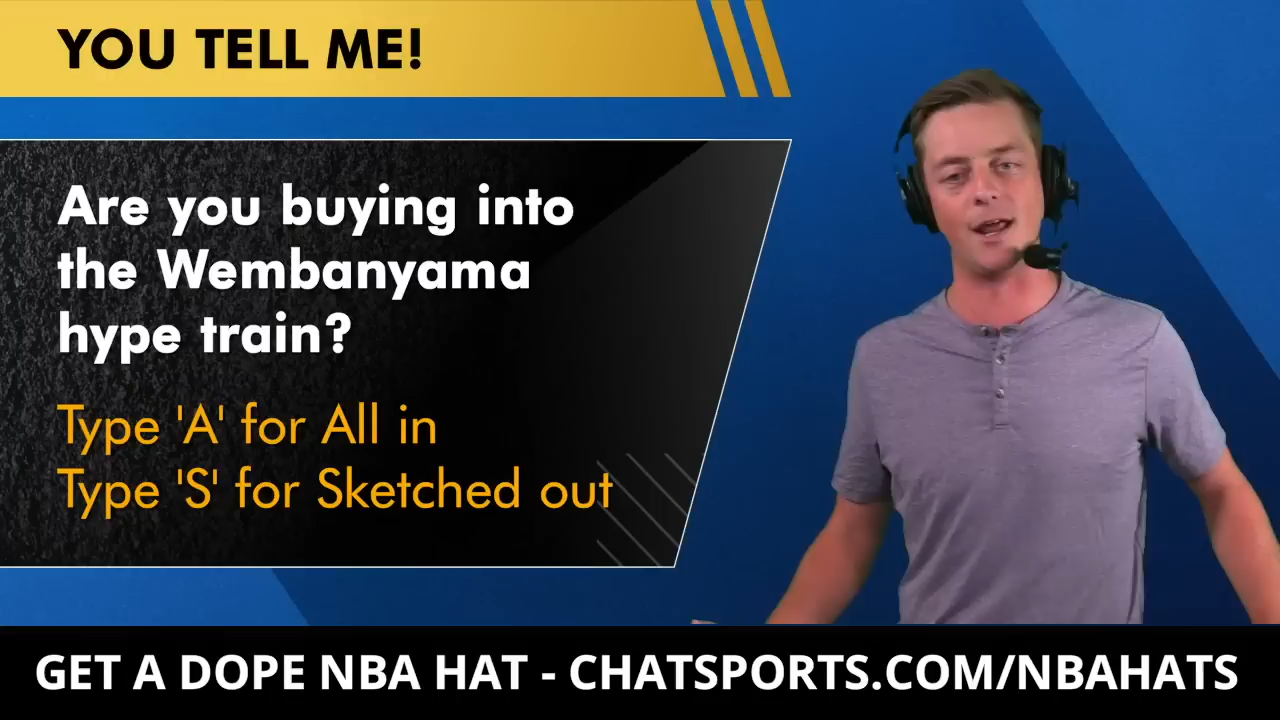 YOU TELL ME!
Are you buying into
the Wembanyama
hype train?
Type 'A' for All in
Type 'S' for Sketched out
GET A DOPE NBA HAT - CHATSPORTS.COM/NBAHATS